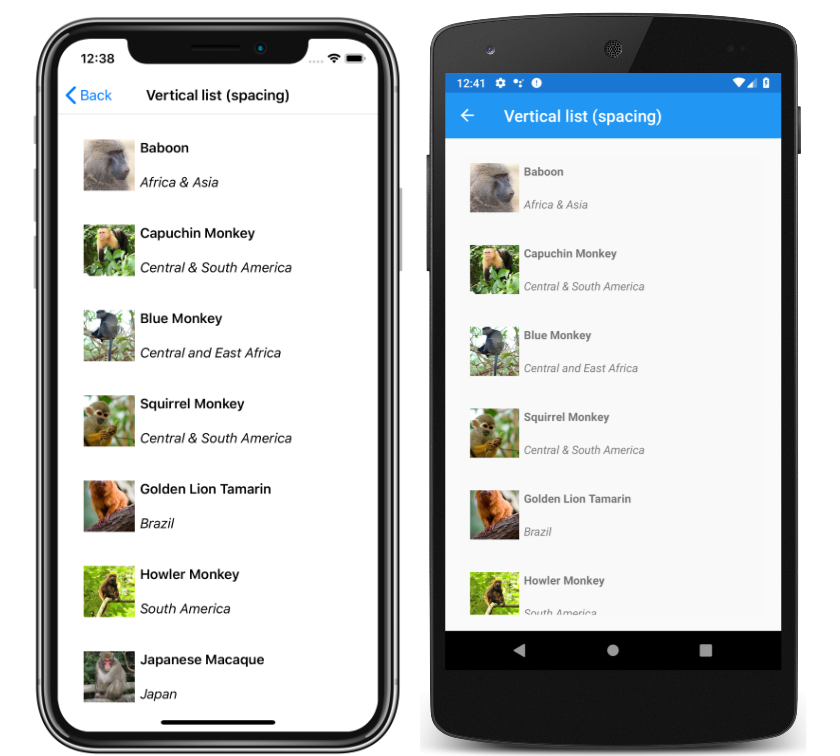 12:38
Back
Vertical list (spacing)
Baboon
Africa & Asia
Capuchin Monkey
Central & South America
Blue Monkey
Central and East Africa
Squirrel Monkey
Central & South America
Golden Lion Tamarin
Brazil
Howler Monkey
South America
Japanese Macaque
Japan
12:41
Vertical list (spacing)
Baboon
Africa & Asia
Capuchin Monkey
Central & South America
Blue Monkey
Central and East Africa
Squirrel Monkey
Central & South America
Golden Lion Tamarin
Brazil
Howler Monkey
South America